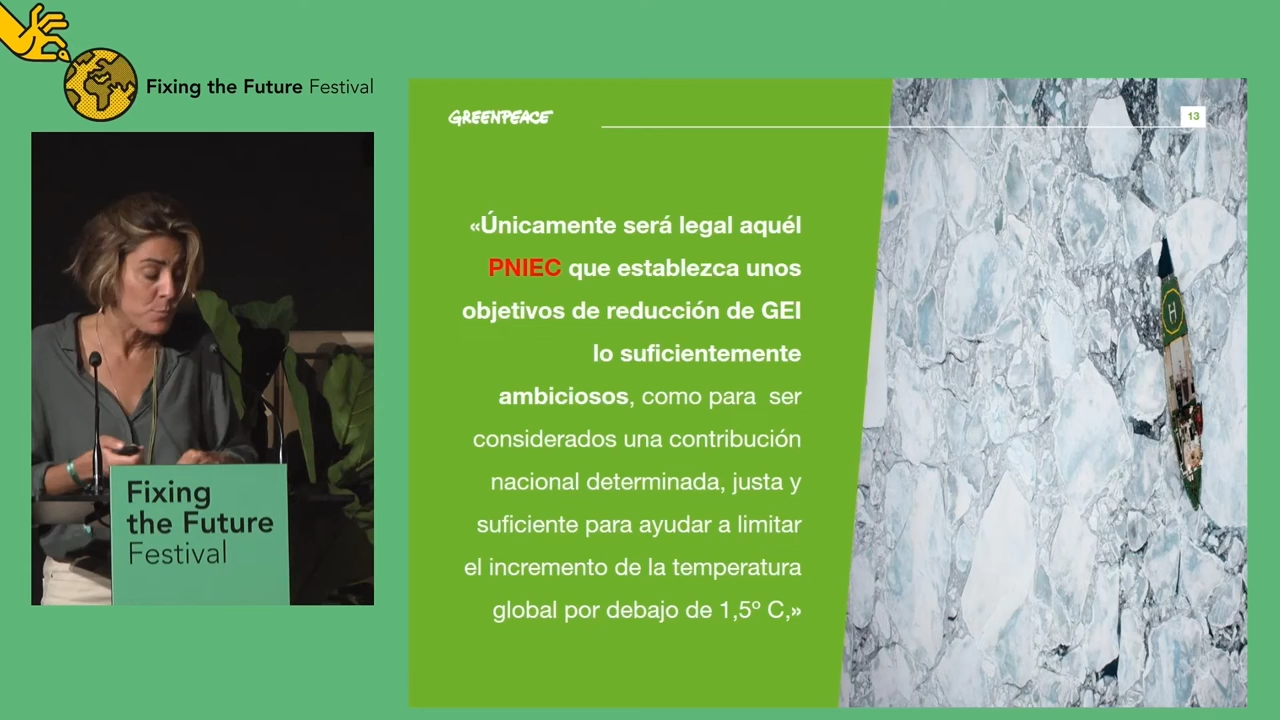 Fixing the Future Festival
GREENPEACE
13
«Únicamente será legal aquél
PNIEC que establezca unos
objetivos de reducción de GEI
lo suficientemente
ambiciosos, como para  ser
considerados una contribución
nacional determinada, justa y
suficiente para ayudar a limitar
el incremento de la temperatura
global por debajo de 1,5º C,»
H
Fixing
the Future
Festival